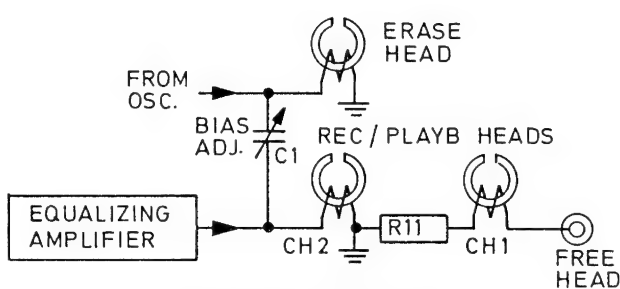 ERASE
HEAD
FROM
OSC.
BIAS
ADJ.
C1
REC/PLAYB HEADS
EQUALIZING
AMPLIFIER
CH2
R11
CH1
FREE
HEAD